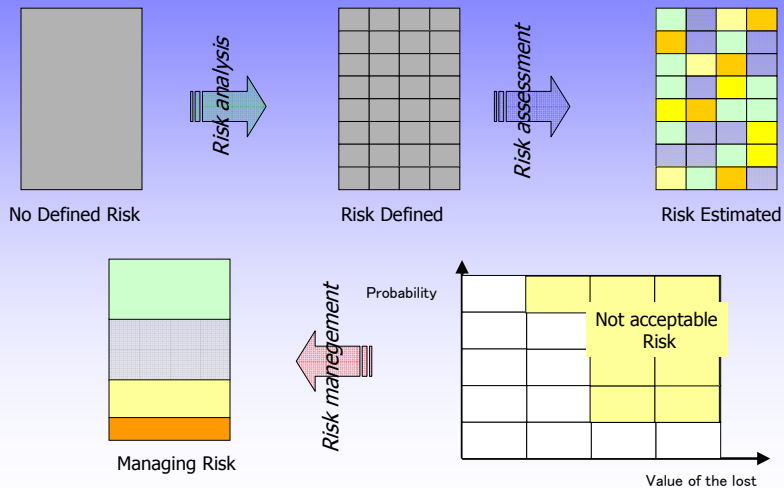 Risk analysis
Risk assessment
No Defined Risk
Risk Defined
Risk Estimated
Probability
Not acceptable
Risk
Risk manegement
Managing Risk
Value of the lost